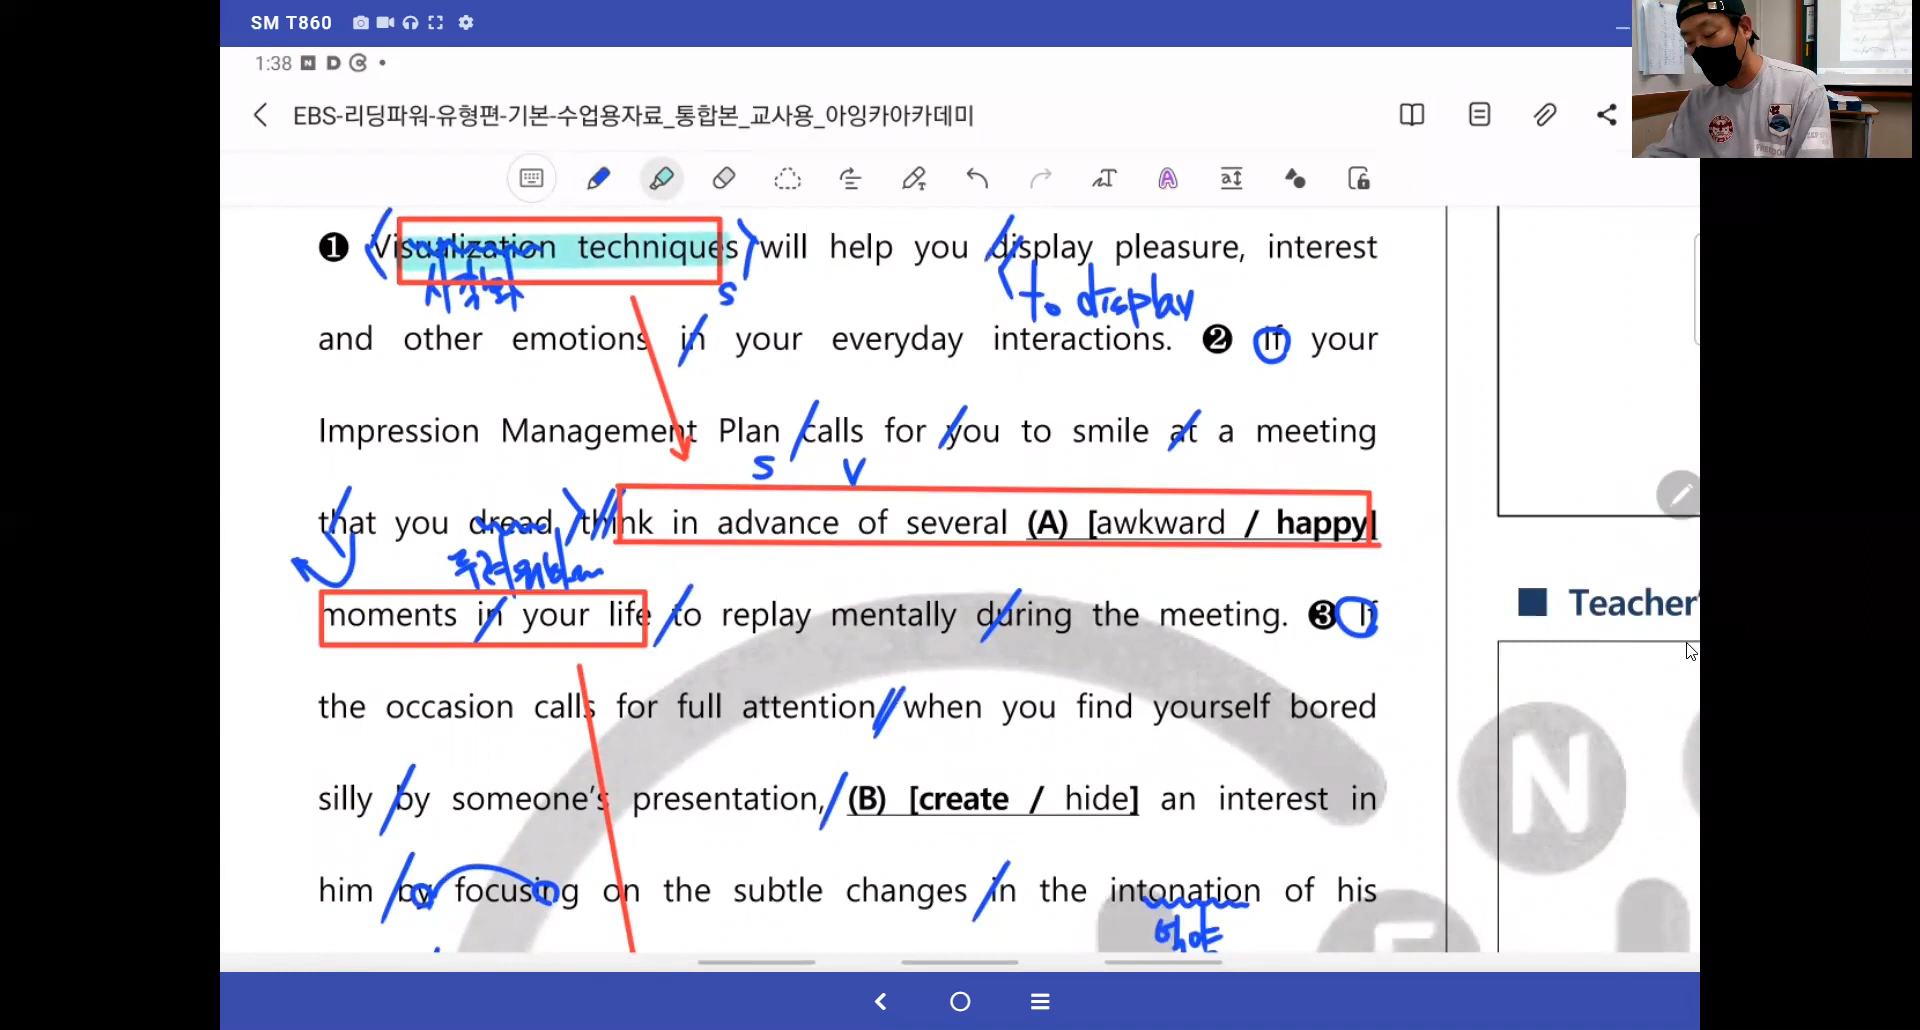 SM T860
1:38
EBS-리딩파워-유형편-기본-수업용자료_통합본_교사용_아잉카아카데미
❶ Visualization techniques will help you display pleasure, interest
시각화
s
to display
and other emotions in your everyday interactions. ❷ If your
Impression Management Plan calls for you to smile at a meeting
s v
that you dread, think in advance of several (A) [awkward / happy]
moments in your life to replay mentally during the meeting. ❸ If
the occasion calls for full attention when you find yourself bored
silly by someone's presentation, (B) [create / hide] an interest in
him by focusing on the subtle changes in the intonation of his
억양
Teacher'
N